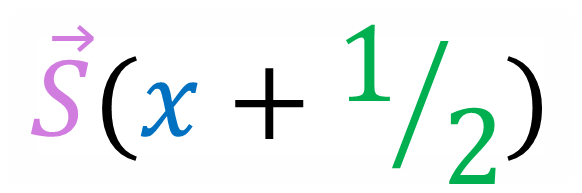 S⃗(x + 1/2)